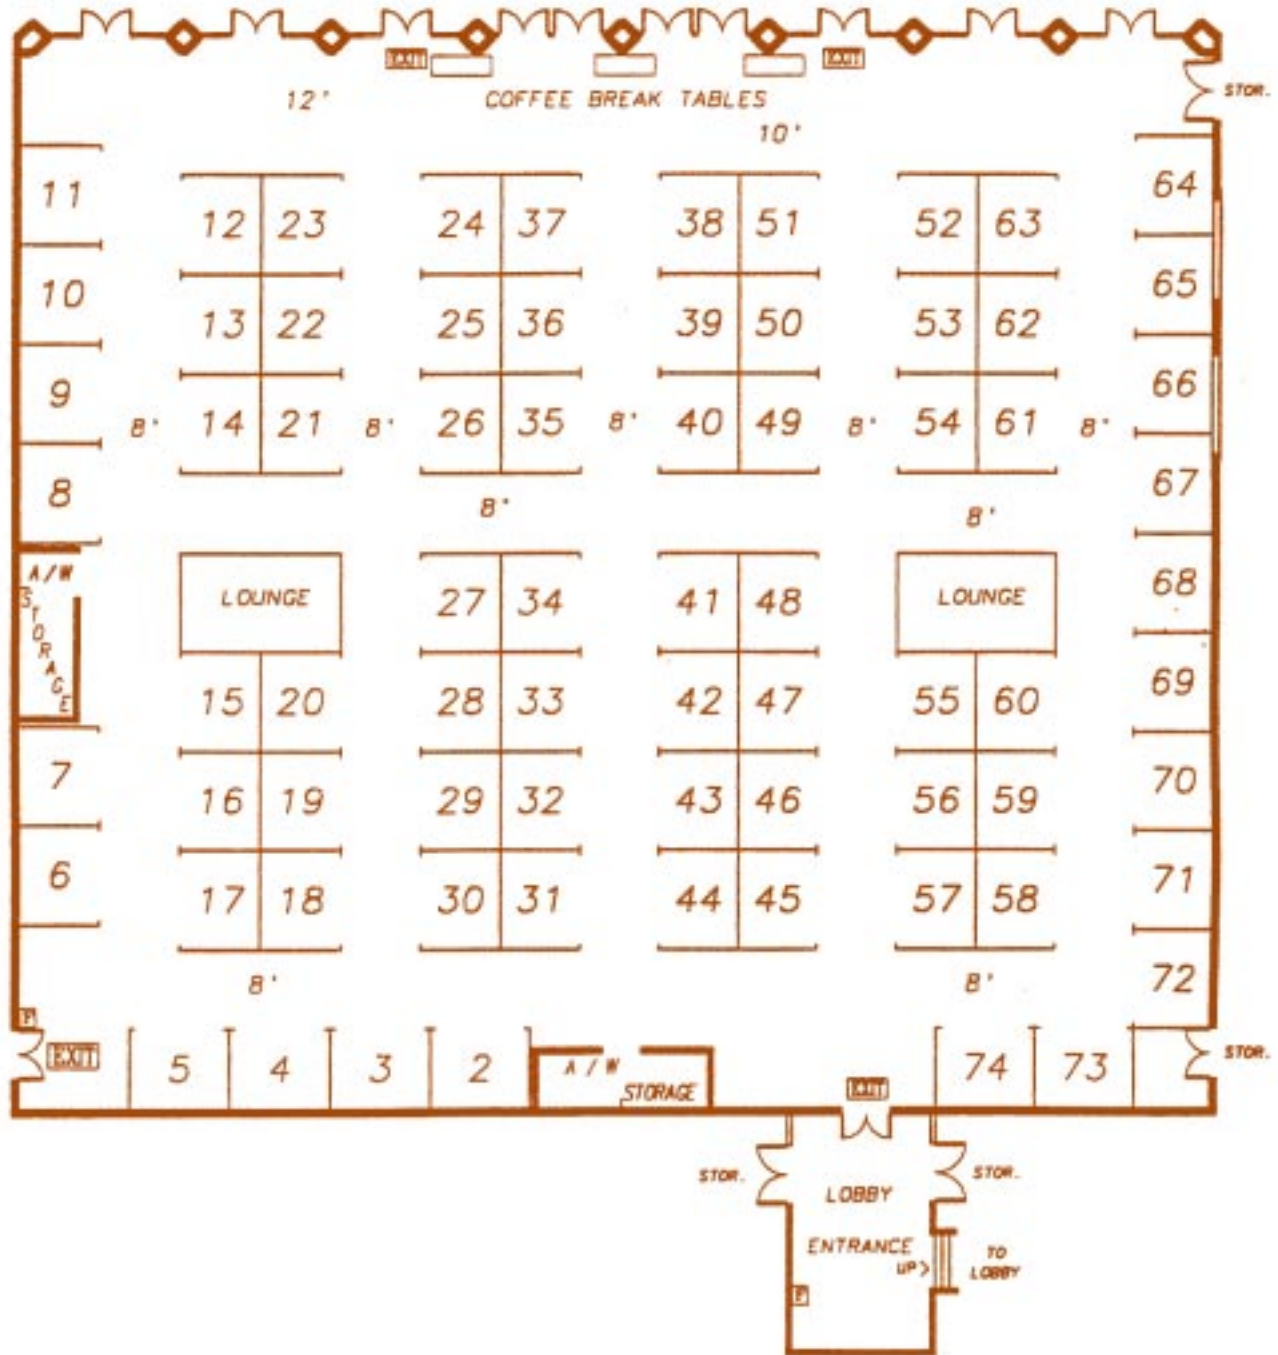 EXIT EXIT
STOR.
12' COFFEE BREAK TABLES
10'
11 64
12 23 24 37 38 51 52 63
10 65
13 22 25 36 39 50 53 62
9 66
8' 14 21 8' 26 35 8' 40 49 8' 54 61 8'
8 67
8' 8'
A/W 68
STORAGE LOUNGE 27 34 41 48 LOUNGE
69
15 20 28 33 42 47 55 60
7 70
16 19 29 32 43 46 56 59
6 71
17 18 30 31 44 45 57 58
72
8' 8'
F
EXIT 5 4 3 2 A/W 74 73 STOR.
STORAGE EXIT
STOR. STOR.
LOBBY
ENTRANCE TO
UP> LOBBY
F